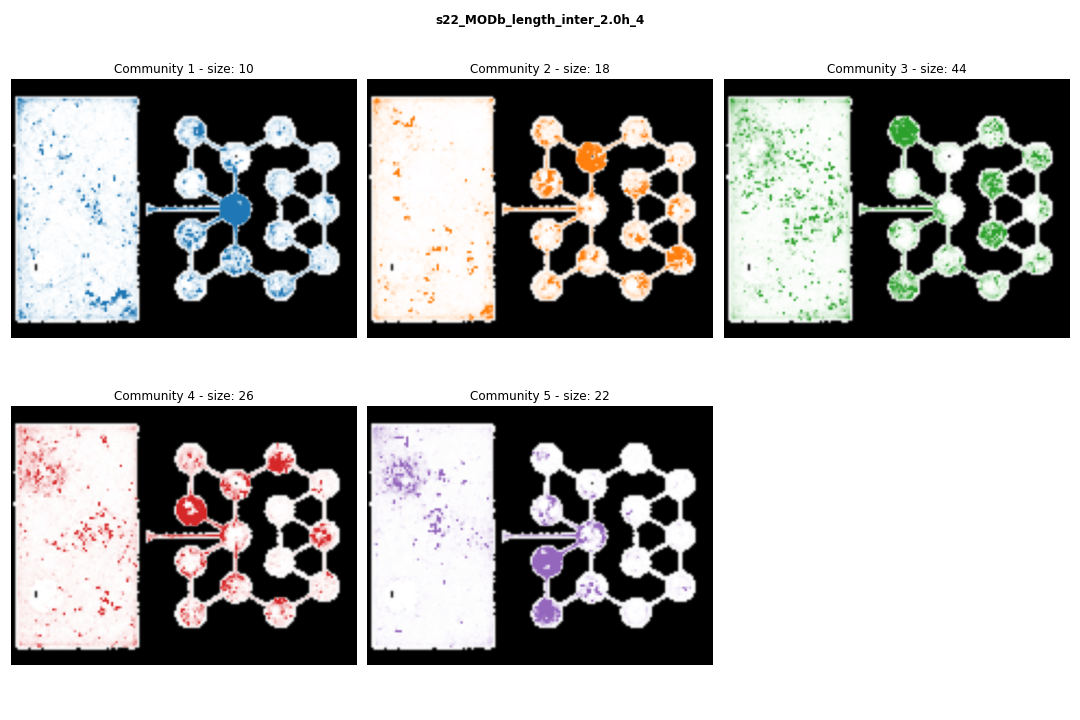 s22_MODb_length_inter_2.0h_4
Community 1 - size: 10
Community 2 - size: 18
Community 3 - size: 44
Community 4 - size: 26
Community 5 - size: 22